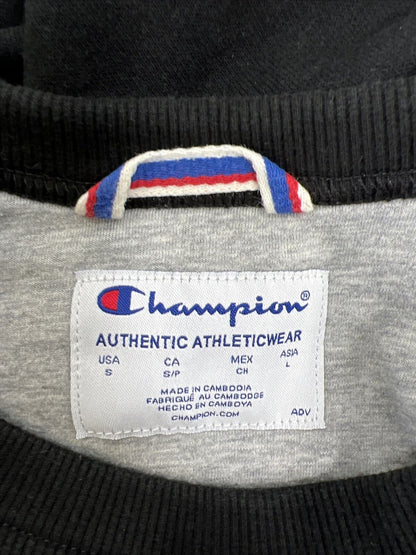 Champion®
AUTHENTIC ATHLETICWEAR
USA CA MEX ASIA
S S/P CH L
MADE IN CAMBODIA
FABRIQUÉ AU CAMBODGE
HECHO EN CAMBOYA
CHAMPION.COM
ADV